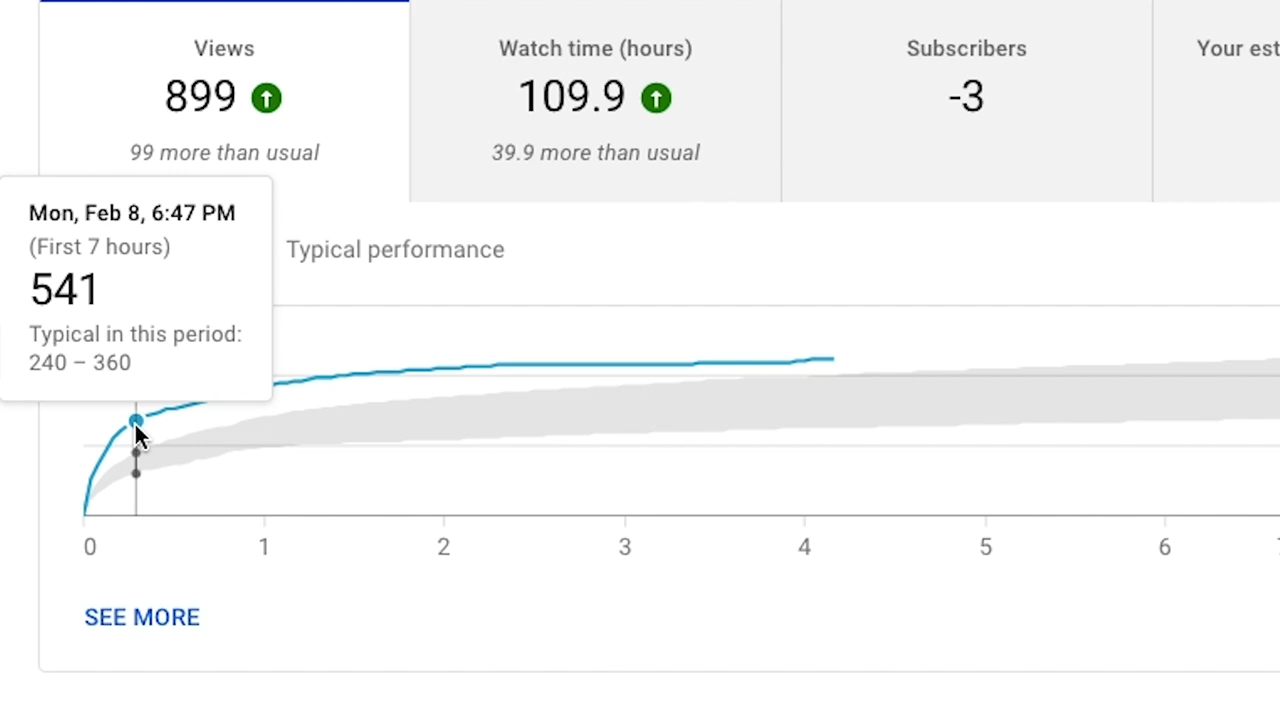 Views
899
99 more than usual
Watch time (hours)
109.9
39.9 more than usual
Subscribers
-3
Your est
Mon, Feb 8, 6:47 PM
(First 7 hours)
541
Typical in this period:
240 – 360
Typical performance
0 1 2 3 4 5 6
SEE MORE